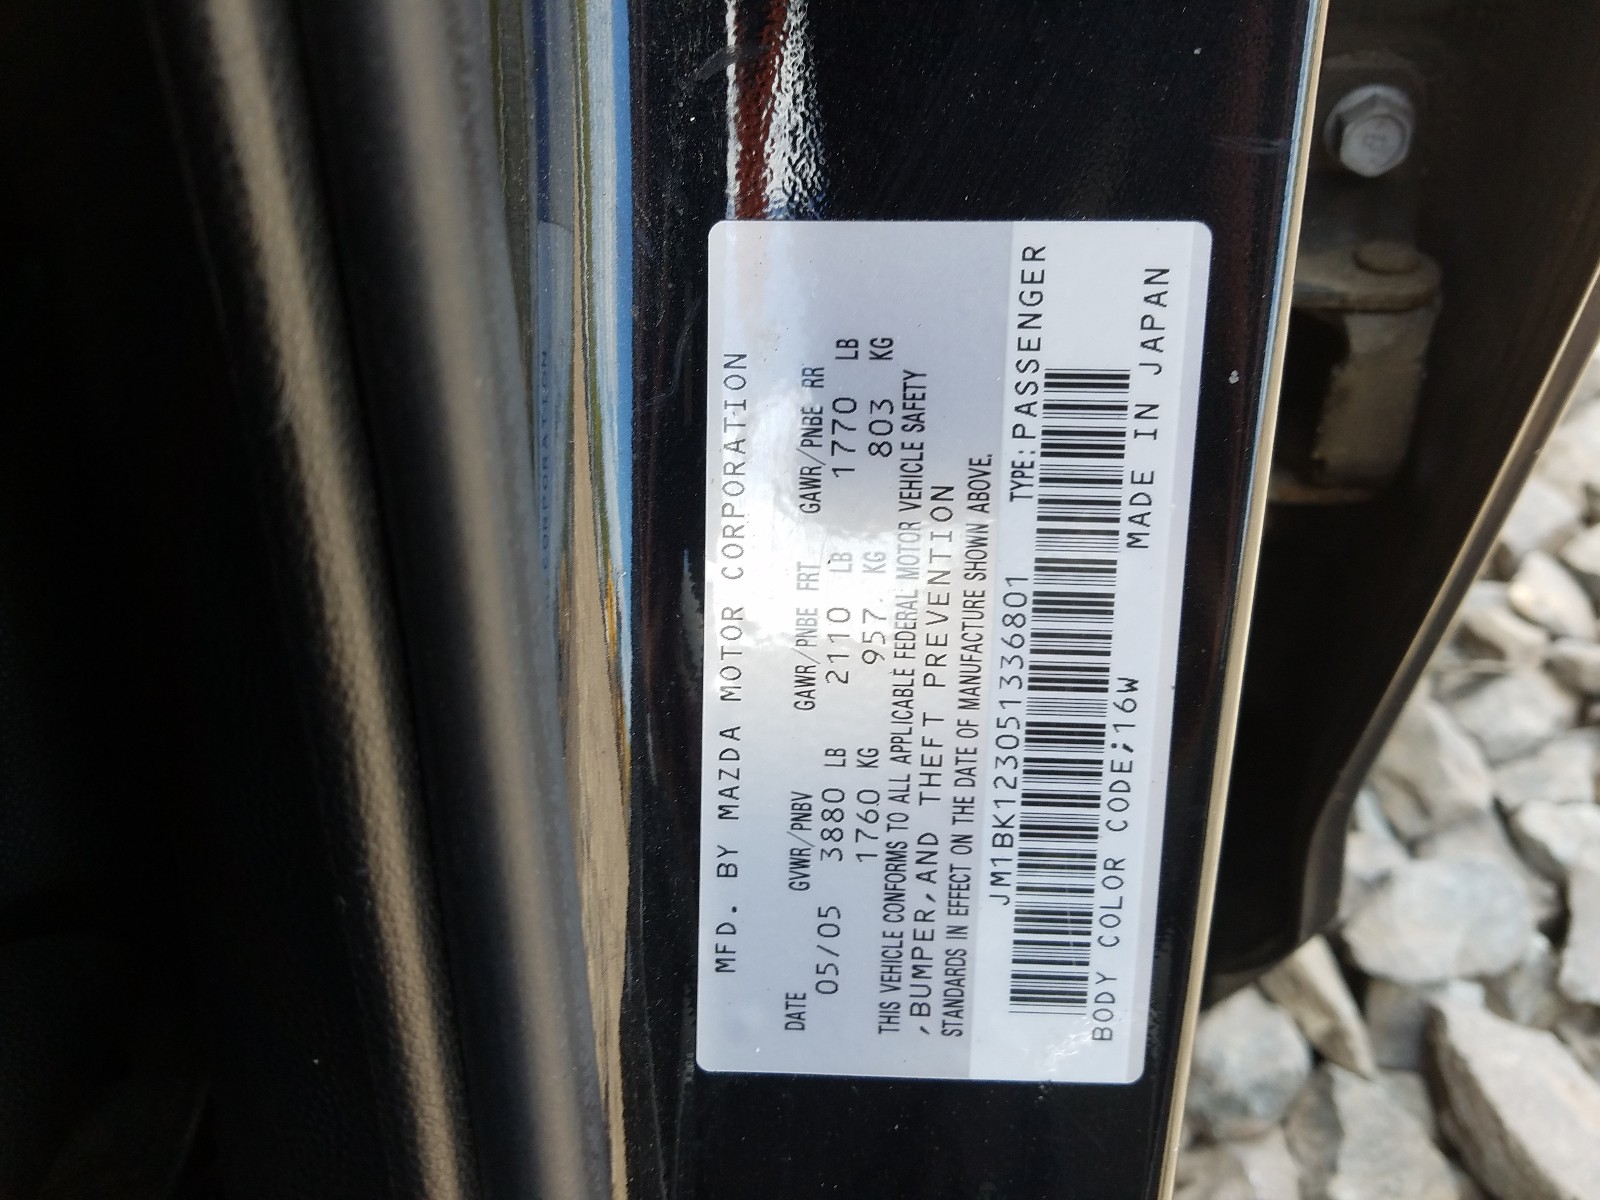 MFD. BY MAZDA MOTOR CORPORATION
DATE GVWR/PNBV GAWR/PNBE FRT GAWR/PNBE RR
05/05 3880 LB 2110 LB 1770 LB
1760 KG 957 KG 803 KG
THIS VEHICLE CONFORMS TO ALL APPLICABLE FEDERAL MOTOR VEHICLE SAFETY
,BUMPER,AND THEFT PREVENTION
STANDARDS IN EFFECT ON THE DATE OF MANUFACTURE SHOWN ABOVE.
JM1BK123051336801 TYPE:PASSENGER
BODY COLOR CODE;16W MADE IN JAPAN